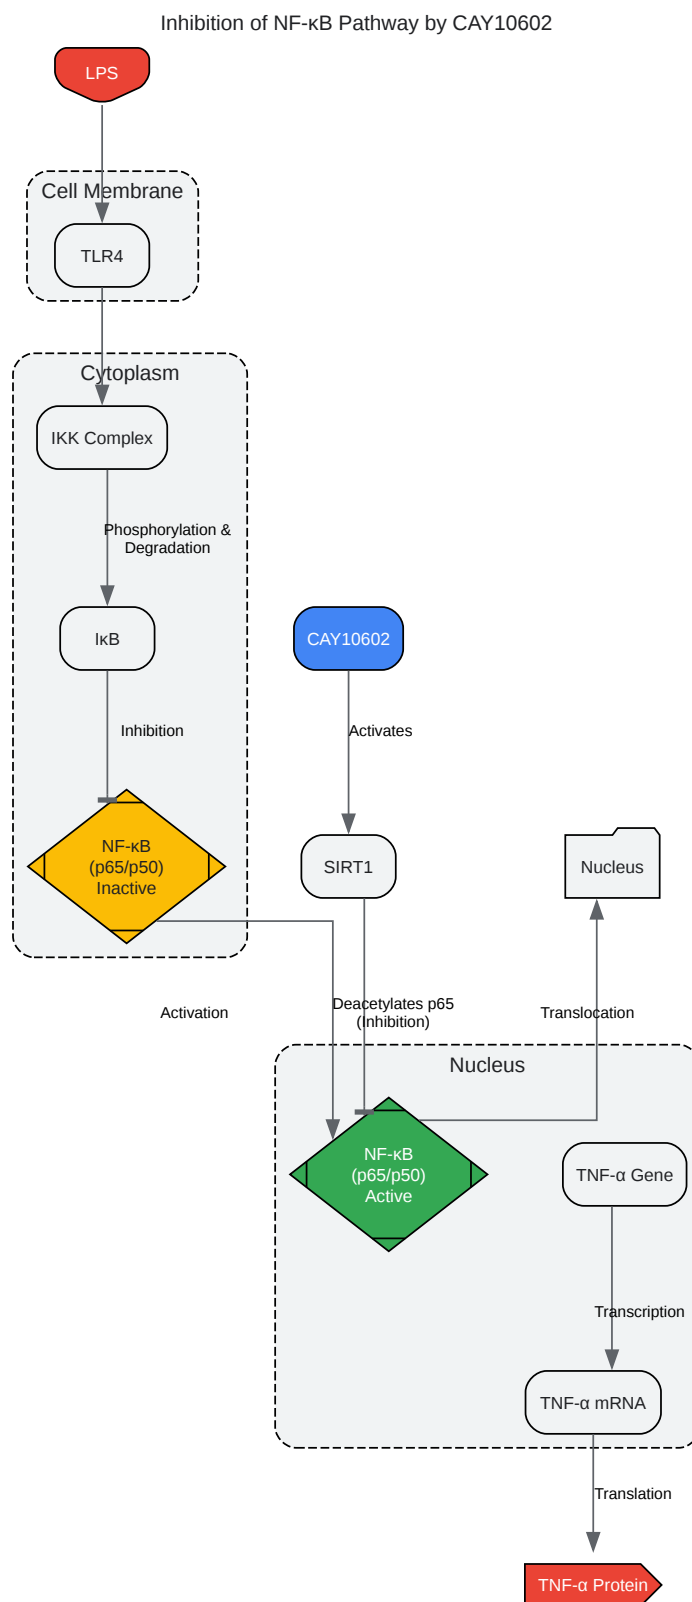 Inhibition of NF-κB Pathway by CAY10602
LPS
Cell Membrane
TLR4
Cytoplasm
IKK Complex
Phosphorylation &
Degradation
IκB
CAY10602
Inhibition
Activates
NF-κB
(p65/p50)
Inactive
SIRT1
Nucleus
Activation
Deacetylates p65
(Inhibition)
Translocation
Nucleus
NF-κB
(p65/p50)
Active
TNF-α Gene
Transcription
TNF-α mRNA
Translation
TNF-α Protein